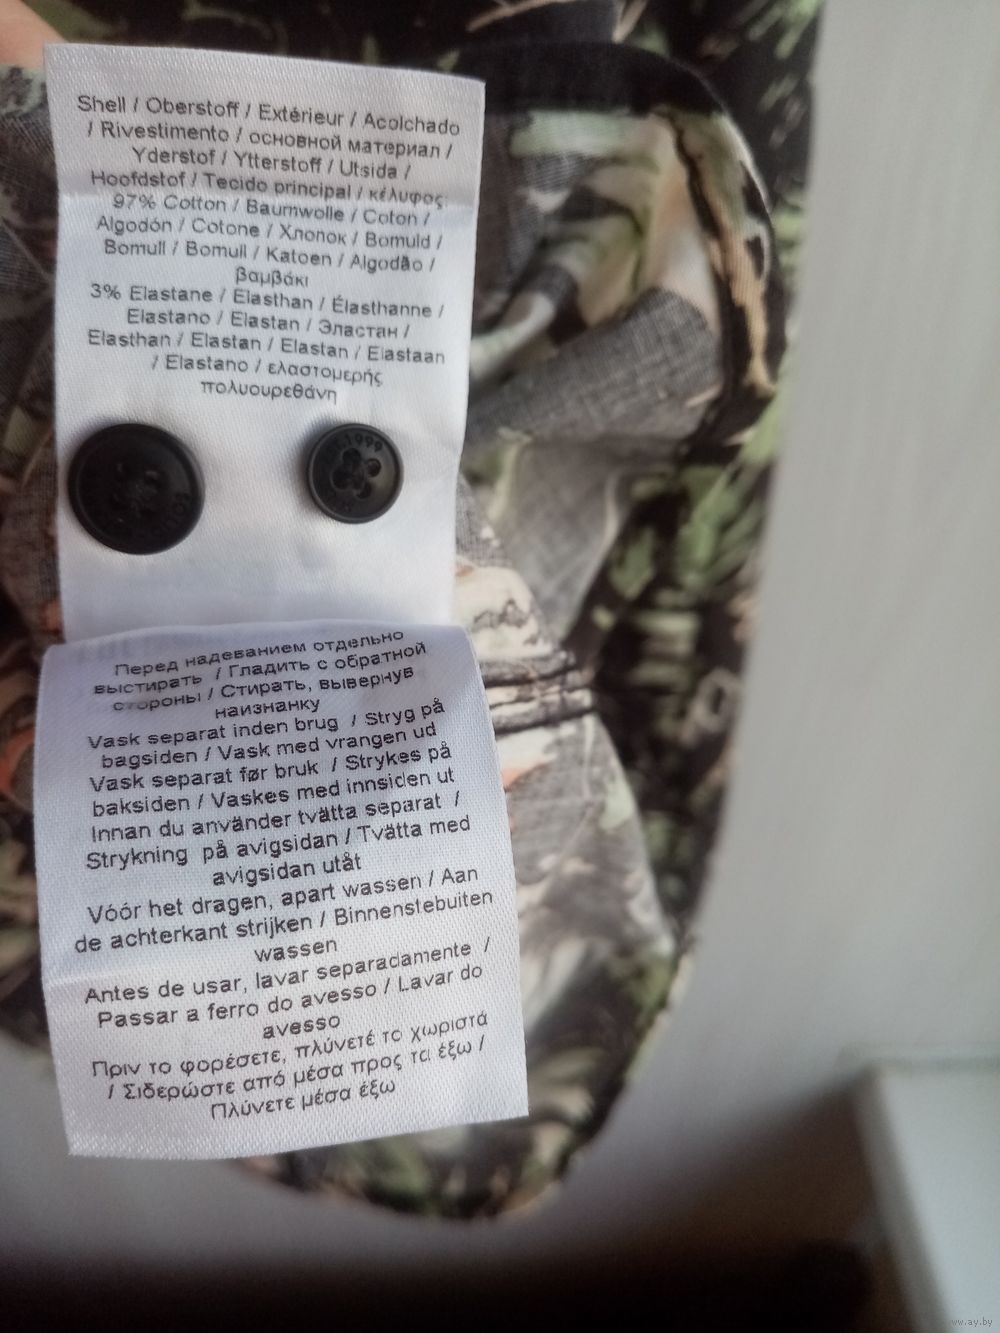 Shell / Oberstoff / Extérieur / Acolchado
/ Rivestimento / основной материал /
Yderstof / Ytterstoff / Utsida /
Hoofdstof / Tecido principal / κέλυφος:
97% Cotton / Baumwolle / Coton /
Algodón / Cotone / Хлопок / Bomuld /
Bomull / Bomull / Katoen / Algodão /
βαμβάκι
3% Elastane / Elasthan / Élasthanne /
Elastano / Elastan / Эластан /
Elasthan / Elastan / Elastan / Elastaan
/ Elastano / ελαστομερής
πολυουρεθάνη
1999
Перед надеванием отдельно
выстирать / Гладить с обратной
стороны / Стирать, вывернув
наизнанку
Vask separat inden brug / Stryg på
bagsiden / Vask med vrangen ud
Vask separat før bruk / Strykes på
baksiden / Vaskes med innsiden ut
Innan du använder tvätta separat /
Strykning på avigsidan / Tvätta med
avigsidan utåt
Vóór het dragen, apart wassen / Aan
de achterkant strijken / Binnenstebuiten
wassen
Antes de usar, lavar separadamente /
Passar a ferro do avesso / Lavar do
avesso
Πριν το φορέσετε, πλύνετέ το χωριστά
/ Σιδερώστε από μέσα προς τα έξω /
Πλύνετε μέσα έξω
ww.ay.by